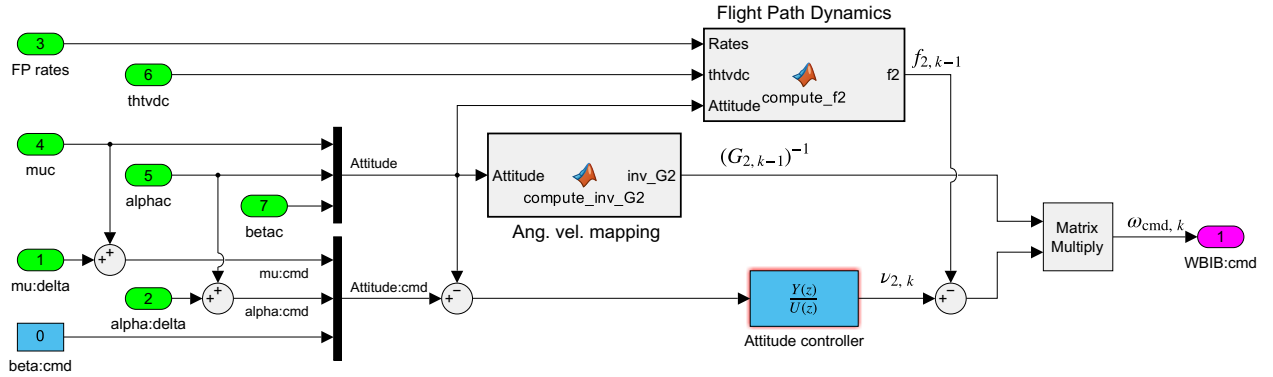 Flight Path Dynamics
3
FP rates
6
thtvdc
Rates
thtvdc
Attitude
compute_f2
f2
f2, k−1
4
muc
5
alphac
7
betac
Attitude
Attitude
compute_inv_G2
inv_G2
Ang. vel. mapping
(G2, k−1)−1
1
mu:delta
+
+
2
alpha:delta
+
+
0
beta:cmd
mu:cmd
alpha:cmd
Attitude:cmd
+
−
Y(z)
U(z)
Attitude controller
ν2, k
+
−
Matrix
Multiply
ωcmd, k
1
WBIB:cmd